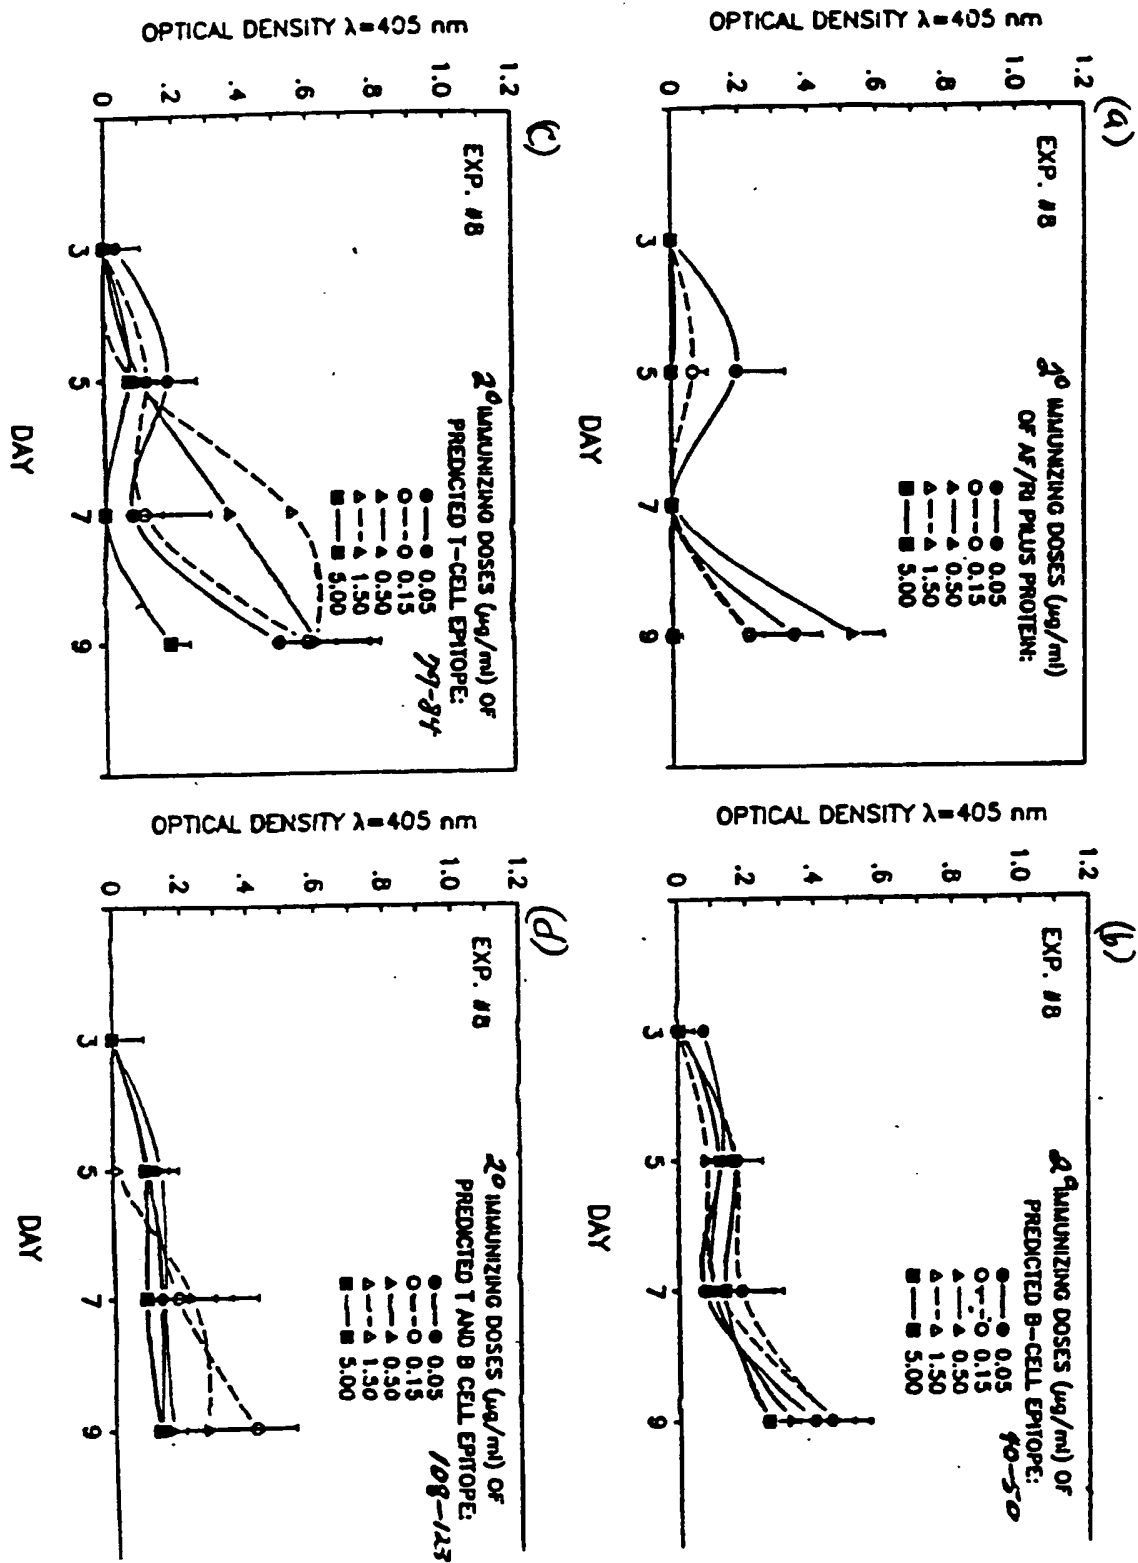 (a)
EXP. #8
2° IMMUNIZING DOSES (µg/ml)
OF AF/R1 PILUS PROTEIN:
●——● 0.05
○---○ 0.15
▲——▲ 0.50
△---△ 1.50
■——■ 5.00
OPTICAL DENSITY λ=405 nm
1.2
1.0
.8
.6
.4
.2
0
3
5
7
9
DAY
(b)
EXP. #8
2° IMMUNIZING DOSES (µg/ml) OF
PREDICTED B-CELL EPITOPE:
40-50
●——● 0.05
○---○ 0.15
▲——▲ 0.50
△---△ 1.50
■——■ 5.00
OPTICAL DENSITY λ=405 nm
1.2
1.0
.8
.6
.4
.2
0
3
5
7
9
DAY
(c)
EXP. #8
2° IMMUNIZING DOSES (µg/ml) OF
PREDICTED T-CELL EPITOPE:
79-84
●——● 0.05
○---○ 0.15
▲——▲ 0.50
△---△ 1.50
■——■ 5.00
OPTICAL DENSITY λ=405 nm
1.2
1.0
.8
.6
.4
.2
0
3
5
7
9
DAY
(d)
EXP. #8
2° IMMUNIZING DOSES (µg/ml) OF
PREDICTED T AND B CELL EPITOPE:
108-123
●——● 0.05
○---○ 0.15
▲——▲ 0.50
△---△ 1.50
■——■ 5.00
OPTICAL DENSITY λ=405 nm
1.2
1.0
.8
.6
.4
.2
0
3
5
7
9
DAY